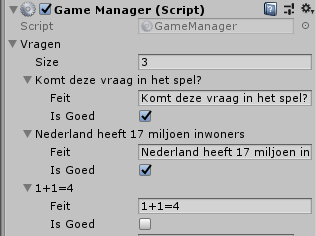 Game Manager (Script)
Script GameManager
Vragen
Size 3
Komt deze vraag in het spel?
Feit Komt deze vraag in het spel?
Is Goed
Nederland heeft 17 miljoen inwoners
Feit Nederland heeft 17 miljoen in
Is Goed
1+1=4
Feit 1+1=4
Is Goed